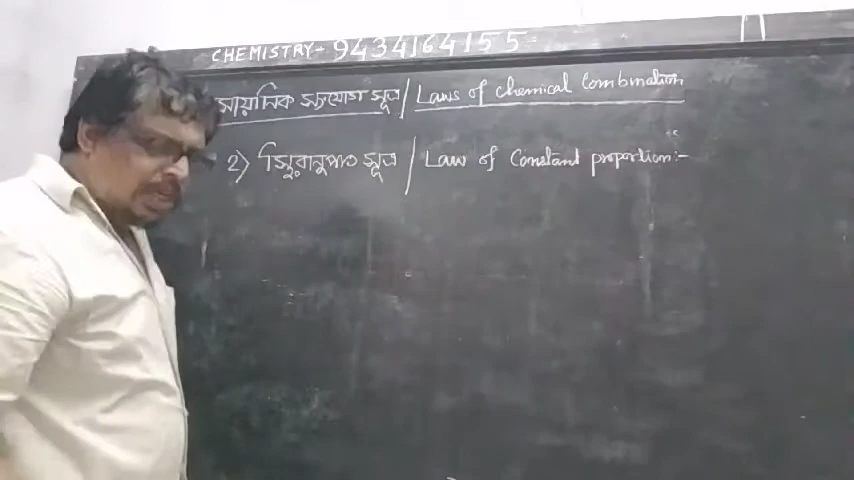 CHEMISTRY- 9434164155
সায়নিক সংযোগ সূত্র / Laws of chemical Combination
2) স্থিরানুপাত সূত্র / Law of Constant proportion:-